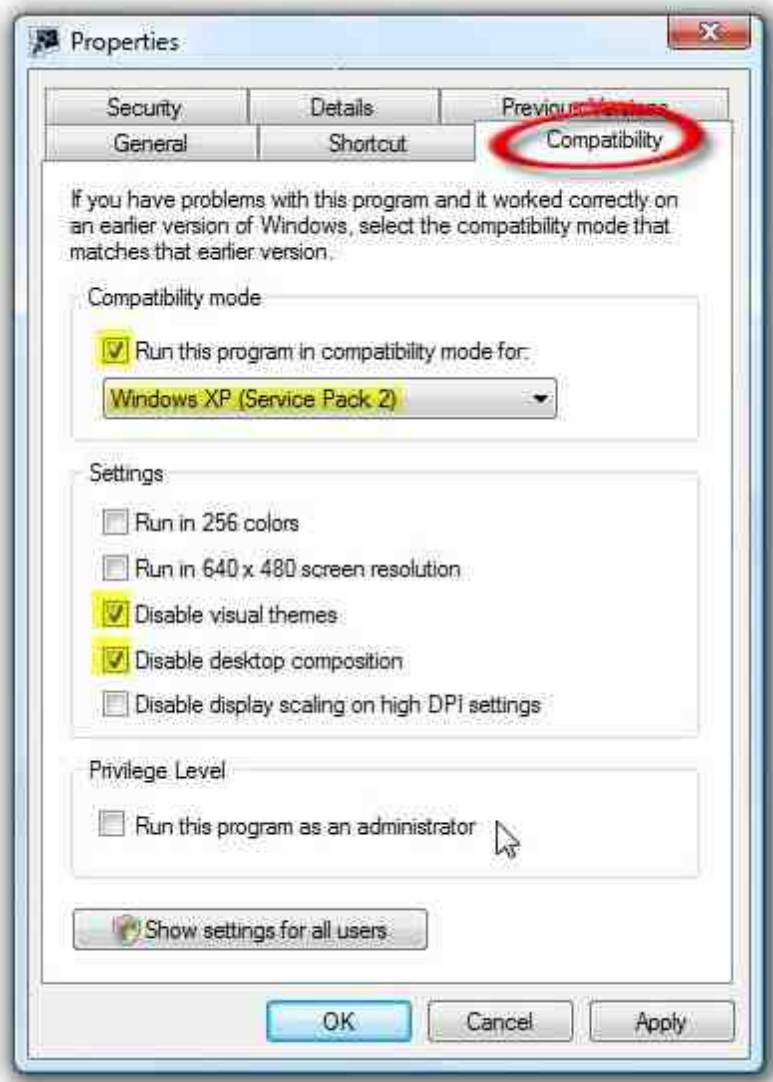 Properties
Security Details Previous Versions
General Shortcut Compatibility
If you have problems with this program and it worked correctly on
an earlier version of Windows, select the compatibility mode that
matches that earlier version.
Compatibility mode
Run this program in compatibility mode for:
Windows XP (Service Pack 2)
Settings
Run in 256 colors
Run in 640 x 480 screen resolution
Disable visual themes
Disable desktop composition
Disable display scaling on high DPI settings
Privilege Level
Run this program as an administrator
Show settings for all users
OK Cancel Apply